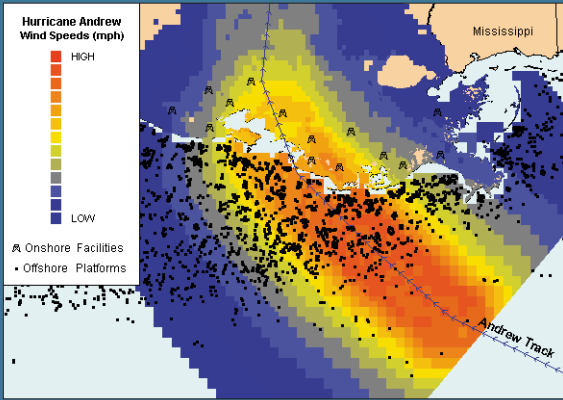 Hurricane Andrew
Wind Speeds (mph)
HIGH
LOW
Onshore Facilities
Offshore Platforms
Mississippi
Andrew Track